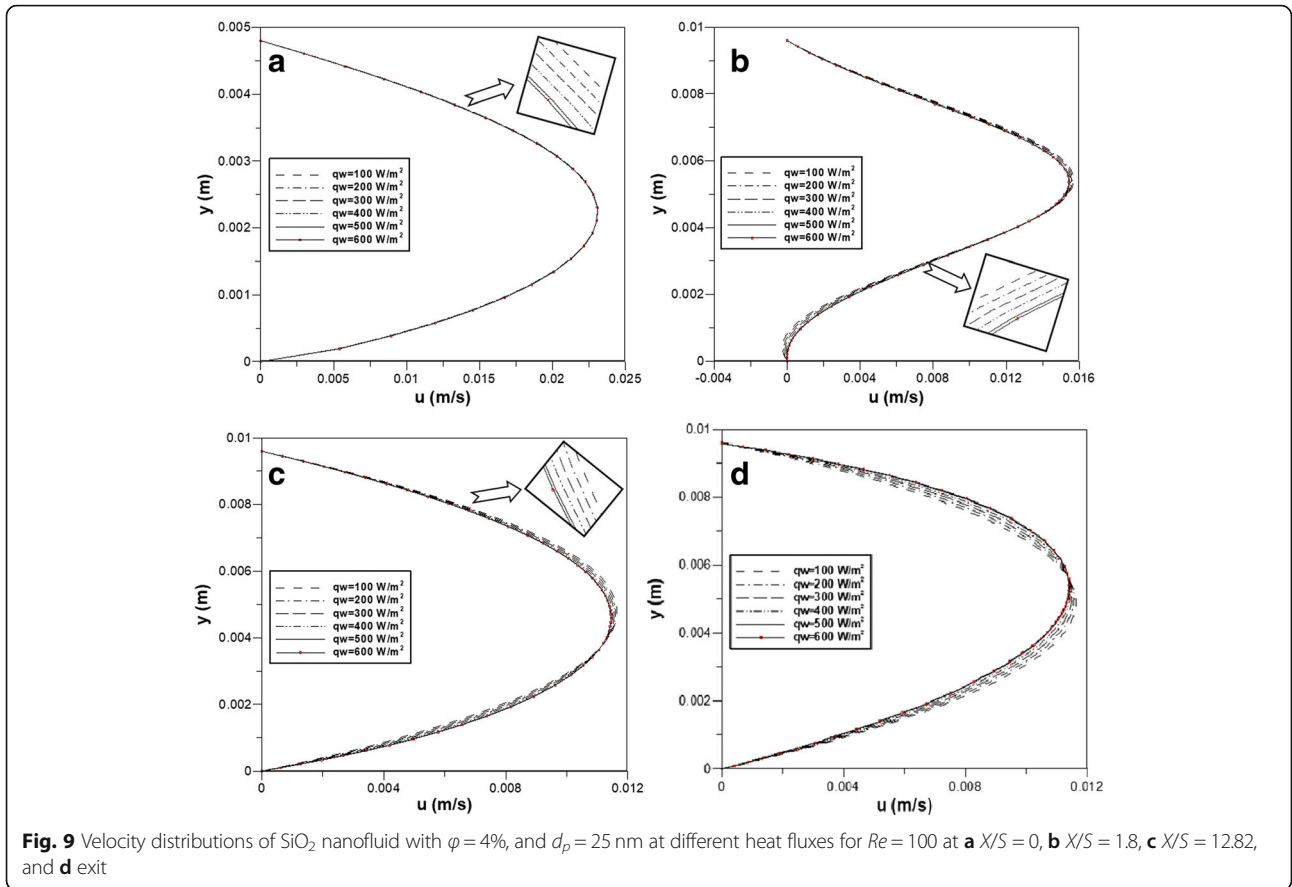 a
0.005
0.004
0.003
0.002
0.001
0
y (m)
qw=100 W/m²
qw=200 W/m²
qw=300 W/m²
qw=400 W/m²
qw=500 W/m²
qw=600 W/m²
0 0.005 0.01 0.015 0.02 0.025
u (m/s)
b
0.01
0.008
0.006
0.004
0.002
0
y (m)
qw=100 W/m²
qw=200 W/m²
qw=300 W/m²
qw=400 W/m²
qw=500 W/m²
qw=600 W/m²
-0.004 0 0.004 0.008 0.012 0.016
u (m/s)
c
0.01
0.008
0.006
0.004
0.002
0
y (m)
qw=100 W/m²
qw=200 W/m²
qw=300 W/m²
qw=400 W/m²
qw=500 W/m²
qw=600 W/m²
0 0.004 0.008 0.012
u (m/s)
d
0.01
0.008
0.006
0.004
0.002
0
y (m)
qw=100 W/m²
qw=200 W/m²
qw=300 W/m²
qw=400 W/m²
qw=500 W/m²
qw=600 W/m²
0 0.004 0.008 0.012
u (m/s)
Fig. 9 Velocity distributions of SiO₂ nanofluid with φ = 4%, and dₚ = 25 nm at different heat fluxes for Re = 100 at a X/S = 0, b X/S = 1.8, c X/S = 12.82,
and d exit